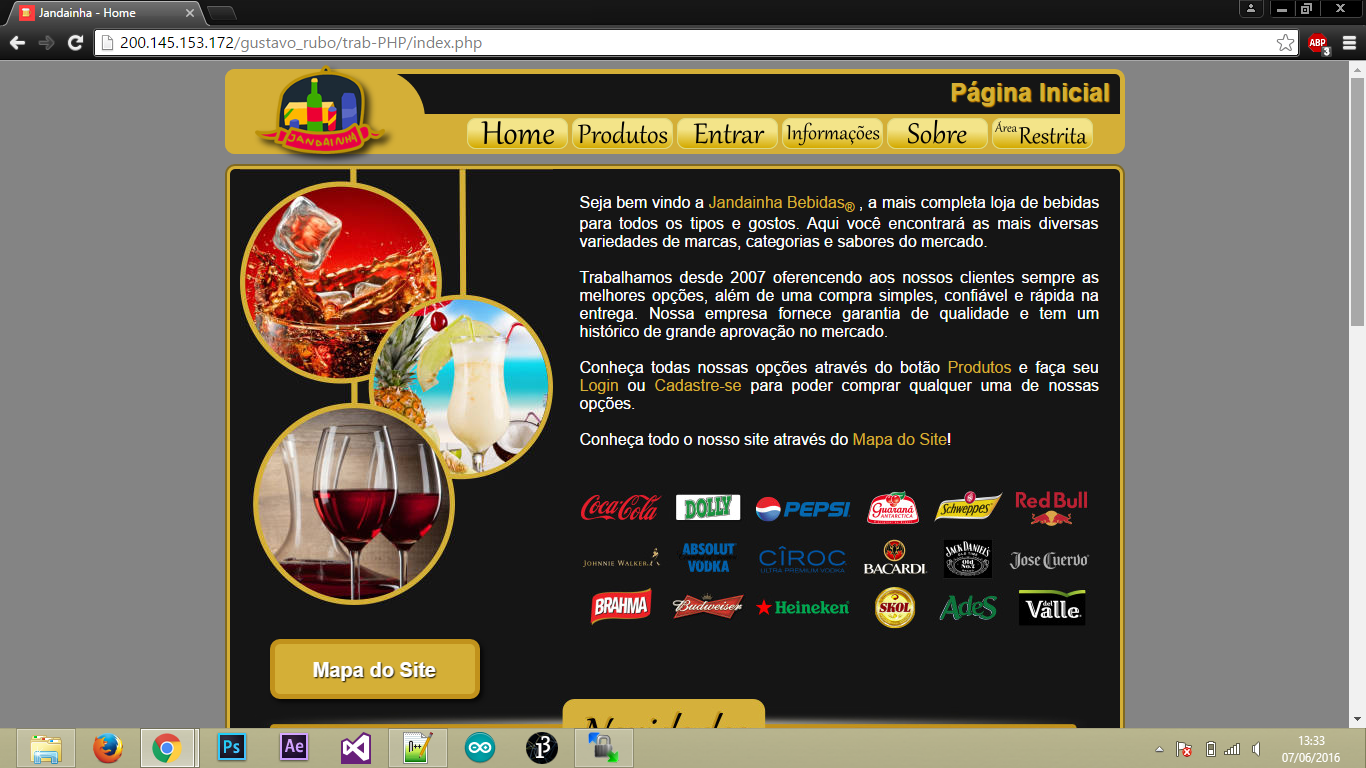 Jandainha - Home
200.145.153.172/gustavo_rubo/trab-PHP/index.php
ABP
3
JANDAINHA
Página Inicial
Home
Produtos
Entrar
Informações
Sobre
Área Restrita
Seja bem vindo a Jandainha Bebidas® , a mais completa loja de bebidas
para todos os tipos e gostos. Aqui você encontrará as mais diversas
variedades de marcas, categorias e sabores do mercado.
Trabalhamos desde 2007 oferencendo aos nossos clientes sempre as
melhores opções, além de uma compra simples, confiável e rápida na
entrega. Nossa empresa fornece garantia de qualidade e tem um
histórico de grande aprovação no mercado.
Conheça todas nossas opções através do botão Produtos e faça seu
Login ou Cadastre-se para poder comprar qualquer uma de nossas
opções.
Conheça todo o nosso site através do Mapa do Site!
Coca-Cola
DOLLY
PEPSI
Guaraná
ANTARCTICA
Schweppes
Red Bull
JOHNNIE WALKER
ABSOLUT
VODKA
CÎROC
ULTRA PREMIUM VODKA
BACARDI
JACK DANIEL'S
OLD TIME
Old
No.7
JOSE CUERVO
BRAHMA
Budweiser
Heineken
SKOL
AdeS
del
Valle
Mapa do Site
Novidades
Ps
Ae
13:33
07/06/2016